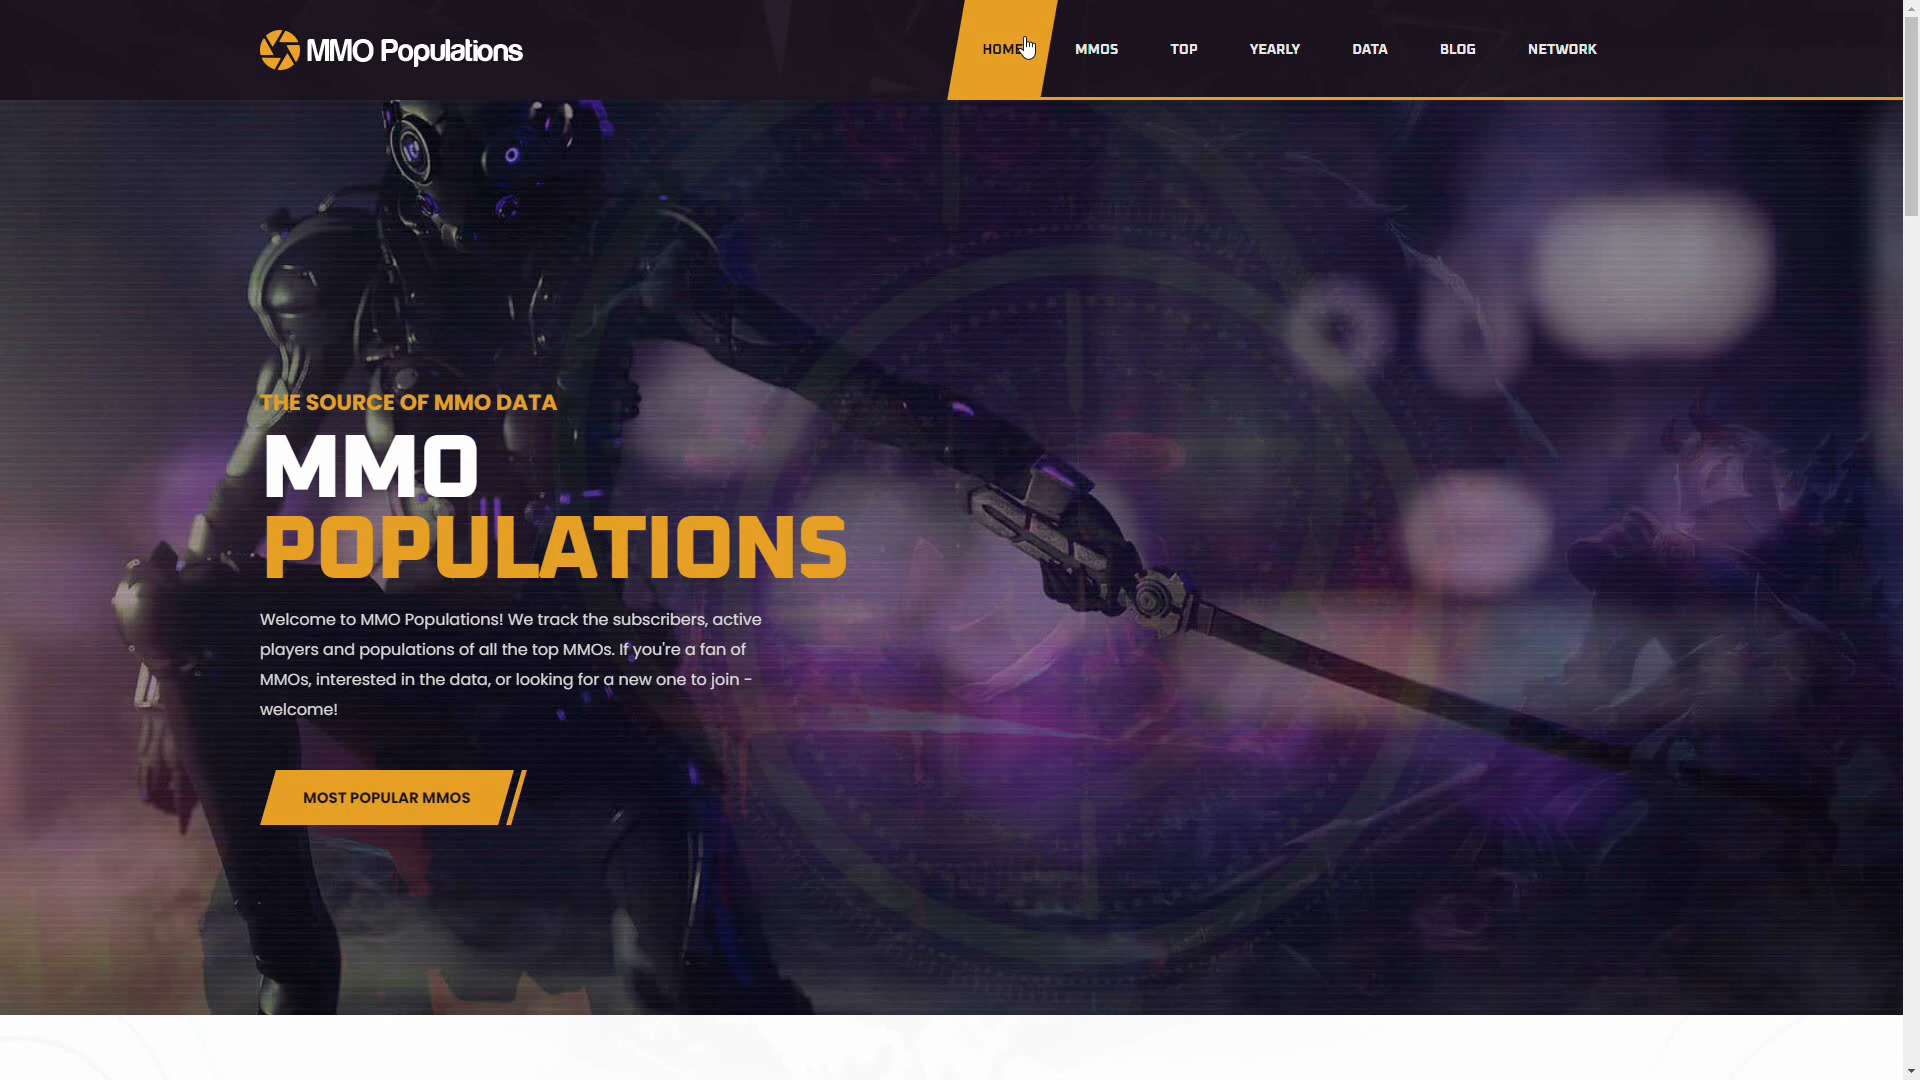 MMO Populations
HOME
MMOS
TOP
YEARLY
DATA
BLOG
NETWORK
THE SOURCE OF MMO DATA
MMO
POPULATIONS
Welcome to MMO Populations! We track the subscribers, active
players and populations of all the top MMOs. If you're a fan of
MMOs, interested in the data, or looking for a new one to join -
welcome!
MOST POPULAR MMOS